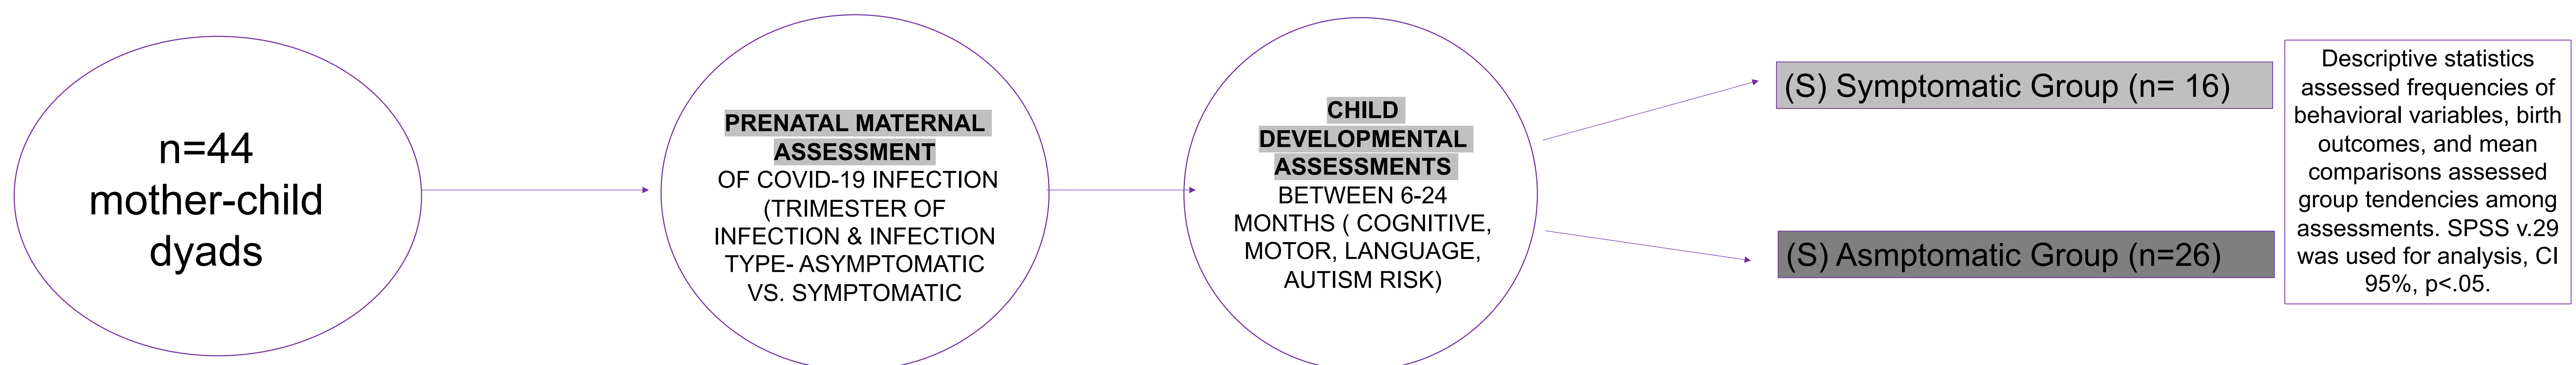 n=44
mother-child
dyads
PRENATAL MATERNAL
ASSESSMENT
OF COVID-19 INFECTION
(TRIMESTER OF
INFECTION & INFECTION
TYPE- ASYMPTOMATIC
VS. SYMPTOMATIC
CHILD
DEVELOPMENTAL
ASSESSMENTS
BETWEEN 6-24
MONTHS ( COGNITIVE,
MOTOR, LANGUAGE,
AUTISM RISK)
(S) Symptomatic Group (n= 16)
(S) Asmptomatic Group (n=26)
Descriptive statistics
assessed frequencies of
behavioral variables, birth
outcomes, and mean
comparisons assessed
group tendencies among
assessments. SPSS v.29
was used for analysis, CI
95%, p<.05.